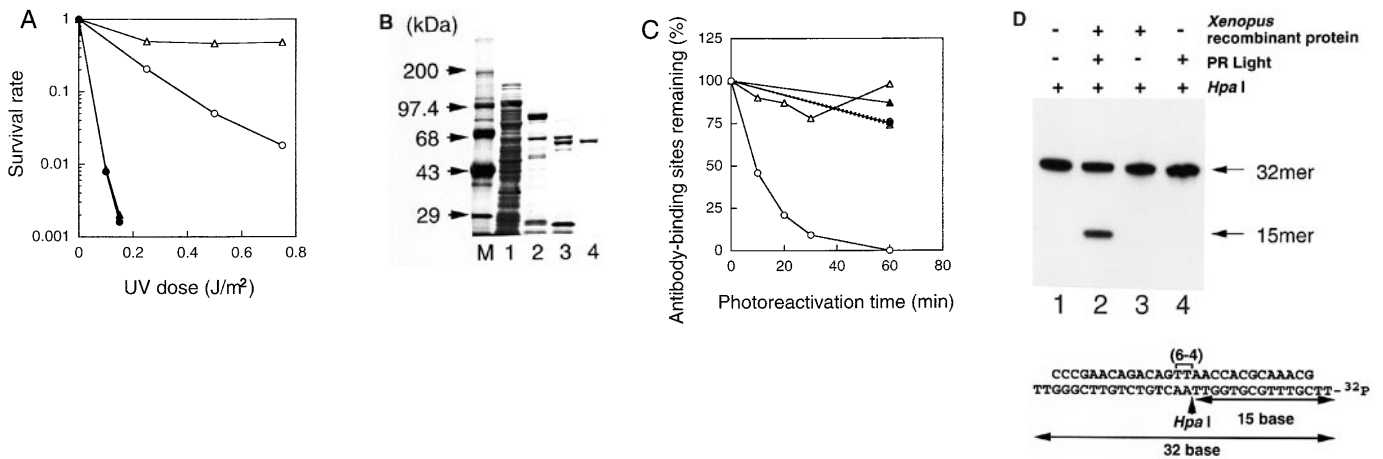 A
Survival rate
1
0.1
0.01
0.001
0 0.2 0.4 0.6 0.8
UV dose (J/m²)
B (kDa)
200
97.4
68
43
29
M 1 2 3 4
C
Antibody-binding sites remaining (%)
125
100
75
50
25
0
0 20 40 60 80
Photoreactivation time (min)
D
- + + - Xenopus
recombinant protein
- + - + PR Light
+ + + + Hpa I
32mer
15mer
1 2 3 4
(6-4)
CCCGAACAGACAGTTAACCACGCAAACG
TTGGGCTTGTCTGTCAATTGGTGCGTTTGCTT-³²P
Hpa I 15 base
32 base